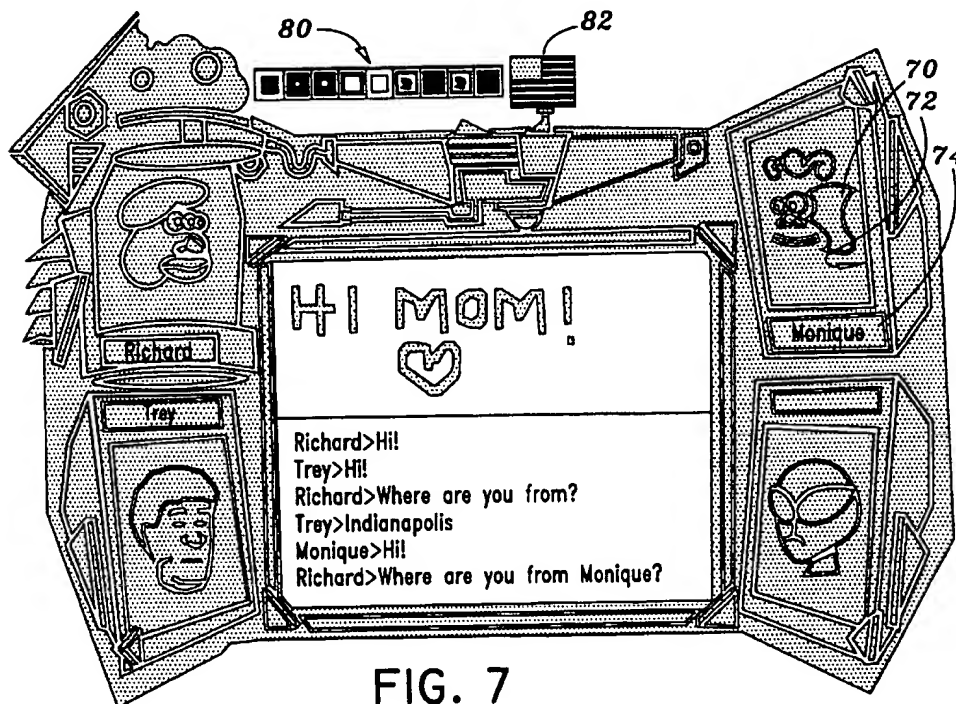 80
82
70
72
74
Richard
Monique
Trey
HI MOM!
Richard>Hi!
Trey>Hi!
Richard>Where are you from?
Trey>Indianapolis
Monique>Hi!
Richard>Where are you from Monique?
FIG. 7